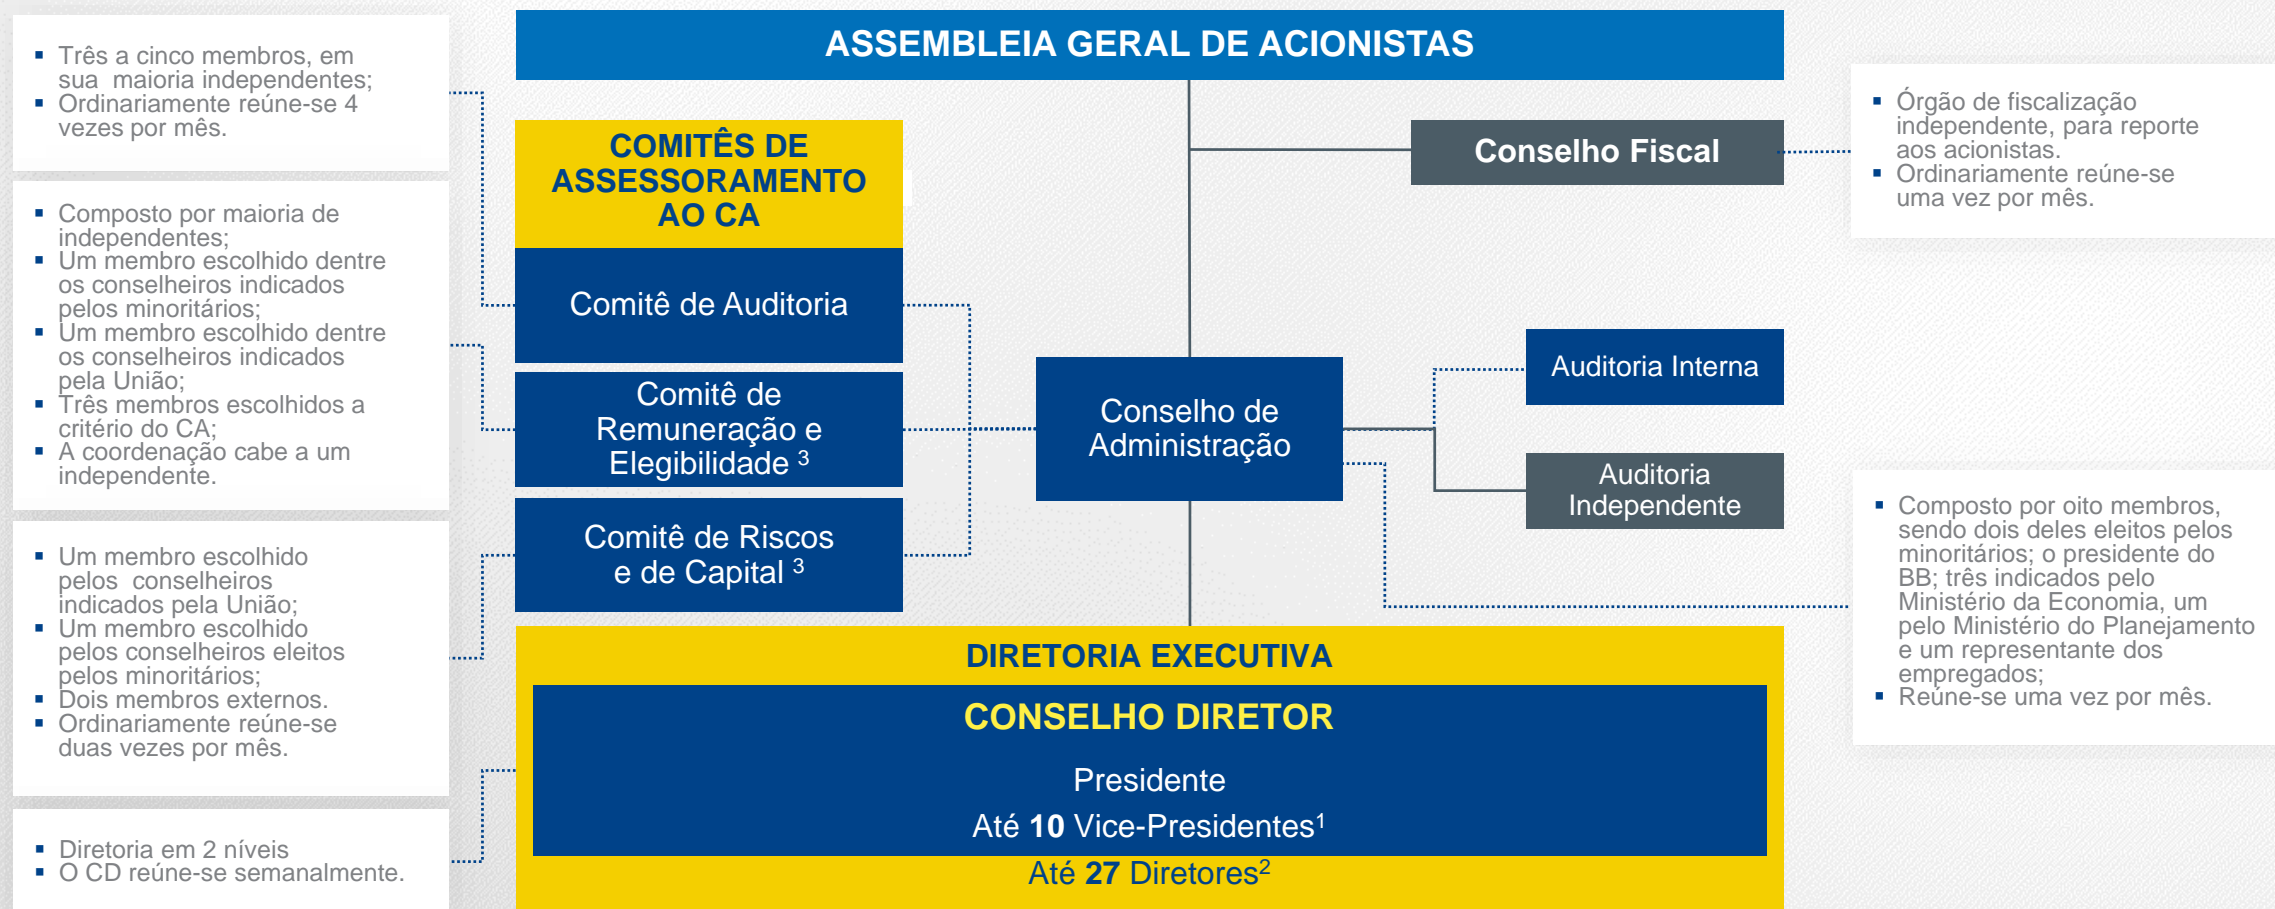 ASSEMBLEIA GERAL DE ACIONISTAS
▪ Três a cinco membros, em
sua maioria independentes;
▪ Ordinariamente reúne-se 4
vezes por mês.
▪ Composto por maioria de
independentes;
▪ Um membro escolhido dentre
os conselheiros indicados
pelos minoritários;
▪ Um membro escolhido dentre
os conselheiros indicados
pela União;
▪ Três membros escolhidos a
critério do CA;
▪ A coordenação cabe a um
independente.
▪ Um membro escolhido
pelos conselheiros
indicados pela União;
▪ Um membro escolhido
pelos conselheiros eleitos
pelos minoritários;
▪ Dois membros externos.
▪ Ordinariamente reúne-se
duas vezes por mês.
▪ Diretoria em 2 níveis
▪ O CD reúne-se semanalmente.
COMITÊS DE
ASSESSORAMENTO
AO CA
Comitê de Auditoria
Comitê de
Remuneração e
Elegibilidade ³
Comitê de Riscos
e de Capital ³
Conselho de
Administração
Conselho Fiscal
Auditoria Interna
Auditoria
Independente
▪ Órgão de fiscalização
independente, para reporte
aos acionistas.
▪ Ordinariamente reúne-se
uma vez por mês.
▪ Composto por oito membros,
sendo dois deles eleitos pelos
minoritários; o presidente do
BB; três indicados pelo
Ministério da Economia, um
pelo Ministério do Planejamento
e um representante dos
empregados;
▪ Reúne-se uma vez por mês.
DIRETORIA EXECUTIVA
CONSELHO DIRETOR
Presidente
Até 10 Vice-Presidentes¹
Até 27 Diretores²